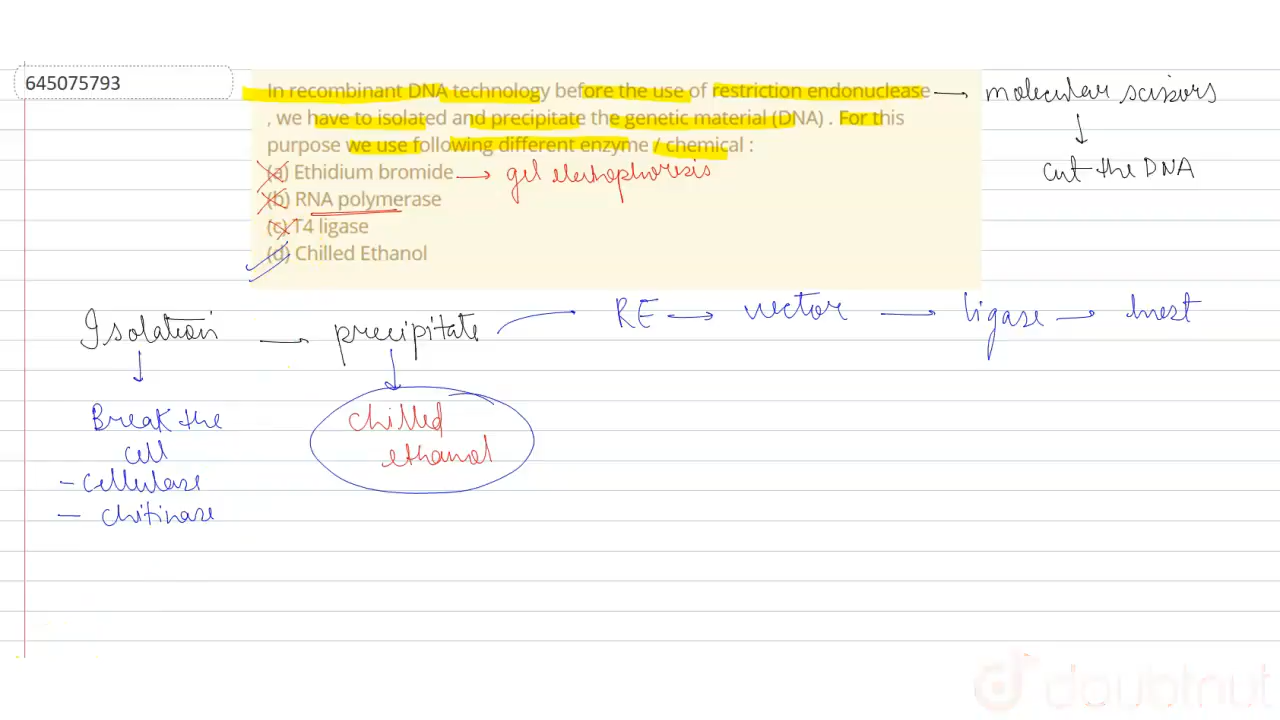 645075793
In recombinant DNA technology before the use of restriction endonuclease → molecular scissors
, we have to isolated and precipitate the genetic material (DNA) . For this
cut the DNA
purpose we use following different enzyme / chemical :
(a) Ethidium bromide → gel electrophoresis
(b) RNA polymerase
(c) T4 ligase
(d) Chilled Ethanol
Isolation → precipitate → RE → vector → ligase →
Break the
cell
- cellulase
- chitinase
chilled
ethanol
doubtnut